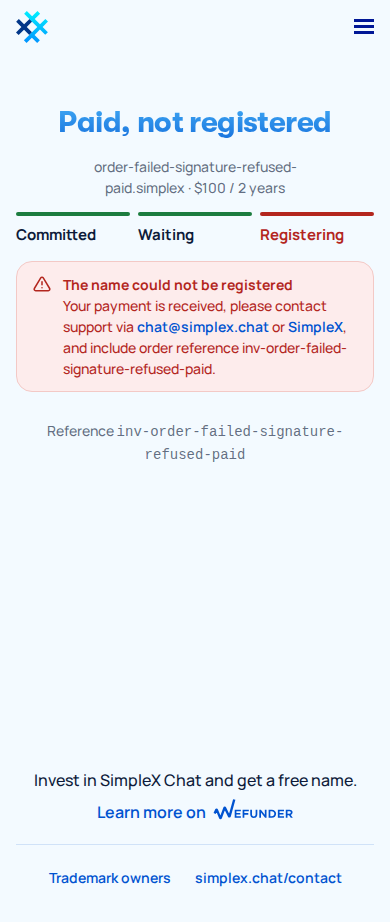 Paid, not registered
order-failed-signature-refused-
paid.simplex · $100 / 2 years
Committed Waiting Registering
The name could not be registered
Your payment is received, please contact
support via chat@simplex.chat or SimpleX,
and include order reference inv-order-failed-
signature-refused-paid.
Reference inv-order-failed-signature-
refused-paid
Invest in SimpleX Chat and get a free name.
Learn more on WEFUNDER
Trademark owners simplex.chat/contact